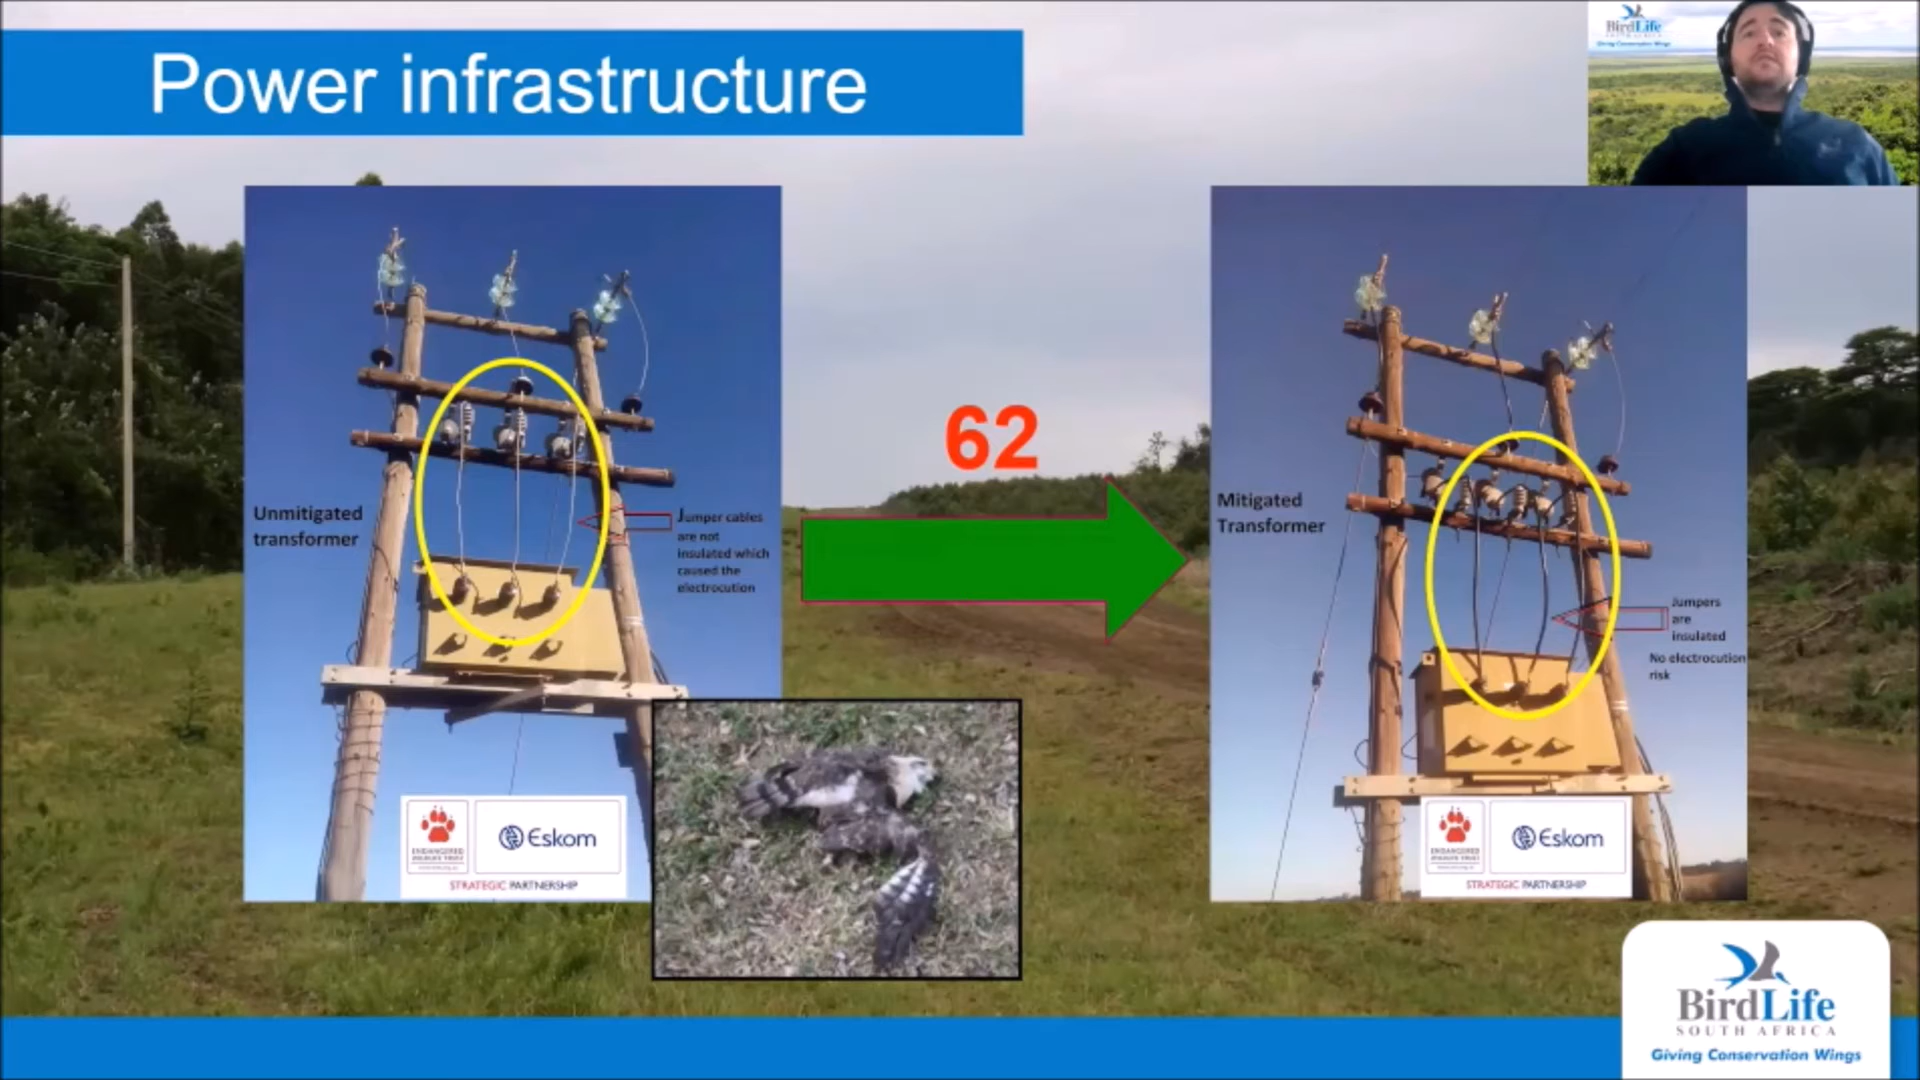 Power infrastructure
BirdLife
SOUTH AFRICA
Giving Conservation Wings
62
Unmitigated
transformer
Jumper cables
are not
insulated which
caused the
electrocution
Mitigated
Transformer
Jumpers
are
insulated
No electrocution
risk
ENDANGERED
WILDLIFE TRUST
Eskom
STRATEGIC PARTNERSHIP
ENDANGERED
WILDLIFE TRUST
Eskom
STRATEGIC PARTNERSHIP
BirdLife
SOUTH AFRICA
Giving Conservation Wings